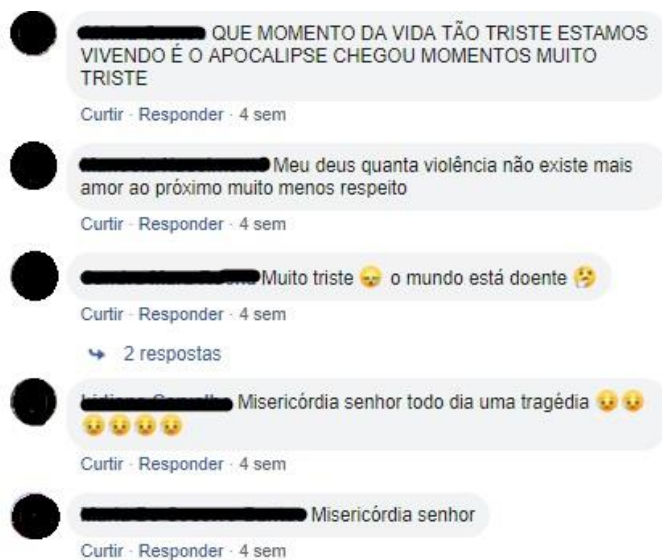 QUE MOMENTO DA VIDA TÃO TRISTE ESTAMOS
VIVENDO É O APOCALIPSE CHEGOU MOMENTOS MUITO
TRISTE
Curtir · Responder · 4 sem
Meu deus quanta violência não existe mais
amor ao próximo muito menos respeito
Curtir · Responder · 4 sem
Muito triste 😪 o mundo está doente 🤔
Curtir · Responder · 4 sem
2 respostas
Misericórdia senhor todo dia uma tragédia 😟😟
😟😟😟😟
Curtir · Responder · 4 sem
Misericórdia senhor
Curtir · Responder · 4 sem